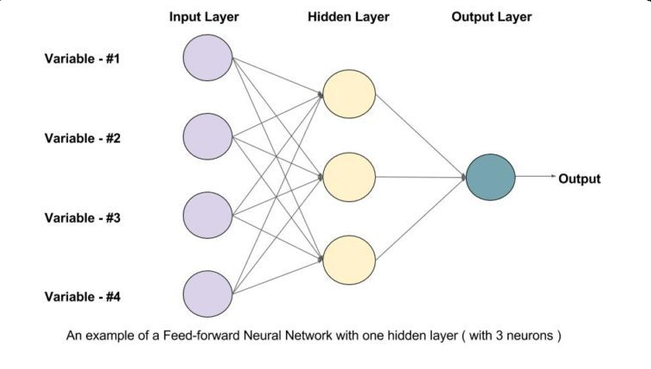 Input Layer
Hidden Layer
Output Layer
Variable - #1
Variable - #2
Variable - #3
Variable - #4
Output
An example of a Feed-forward Neural Network with one hidden layer ( with 3 neurons )